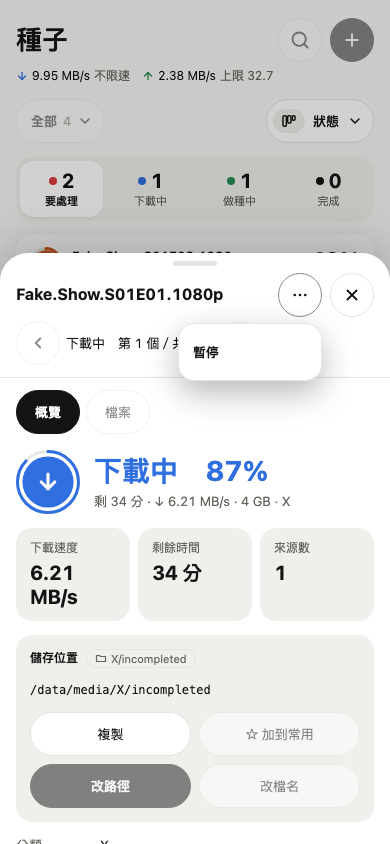 種子
9.95 MB/s 不限速 2.38 MB/s 上限 32.7
全部 4
狀態
2 1 1 0
要處理 下載中 做種中 完成
Fake.Show.S01E01.1080p
下載中 第 1 個 /
暫停
概覽 檔案
下載中 87%
剩 34 分 · ↓ 6.21 MB/s · 4 GB · X
下載速度 剩餘時間 來源數
6.21 MB/s 34 分 1
儲存位置 X/incompleted
/data/media/X/incompleted
複製 ☆ 加到常用
改路徑 改檔名